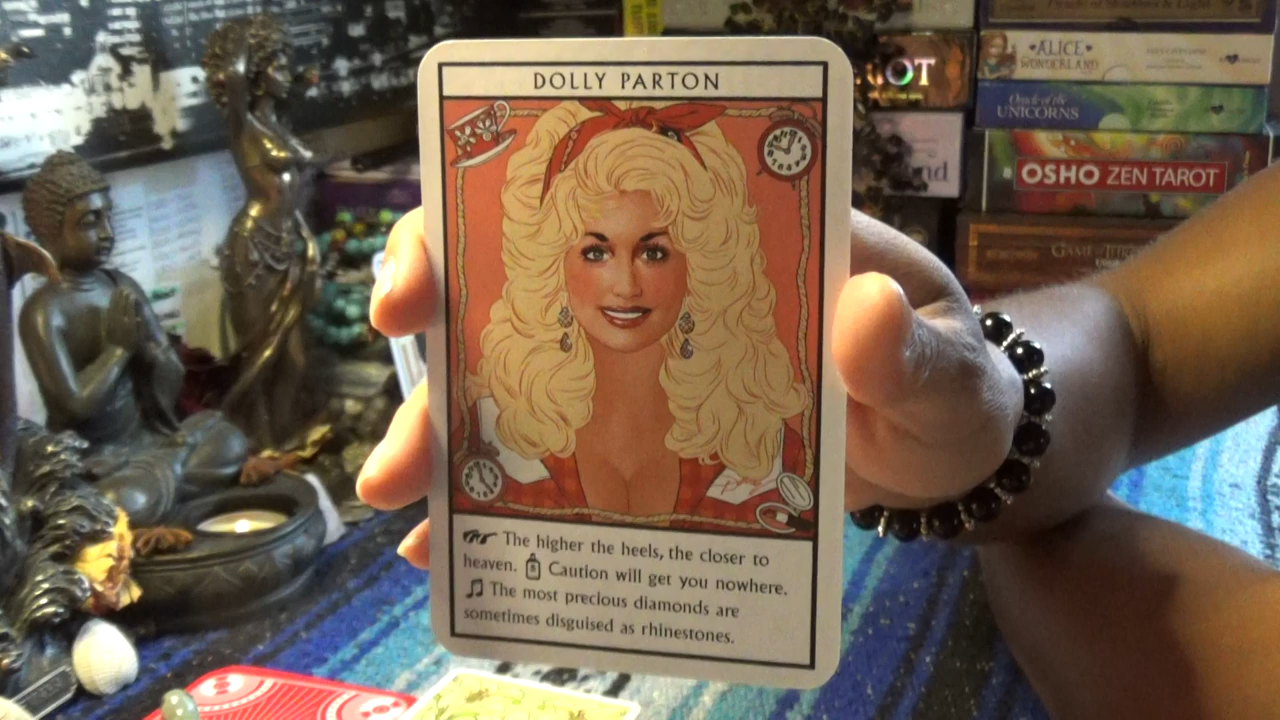 DOLLY PARTON
The higher the heels, the closer to
heaven. Caution will get you nowhere.
The most precious diamonds are
sometimes disguised as rhinestones.
ALICE
WONDERLAND
Oracle of the
UNICORNS
OSHO ZEN TAROT